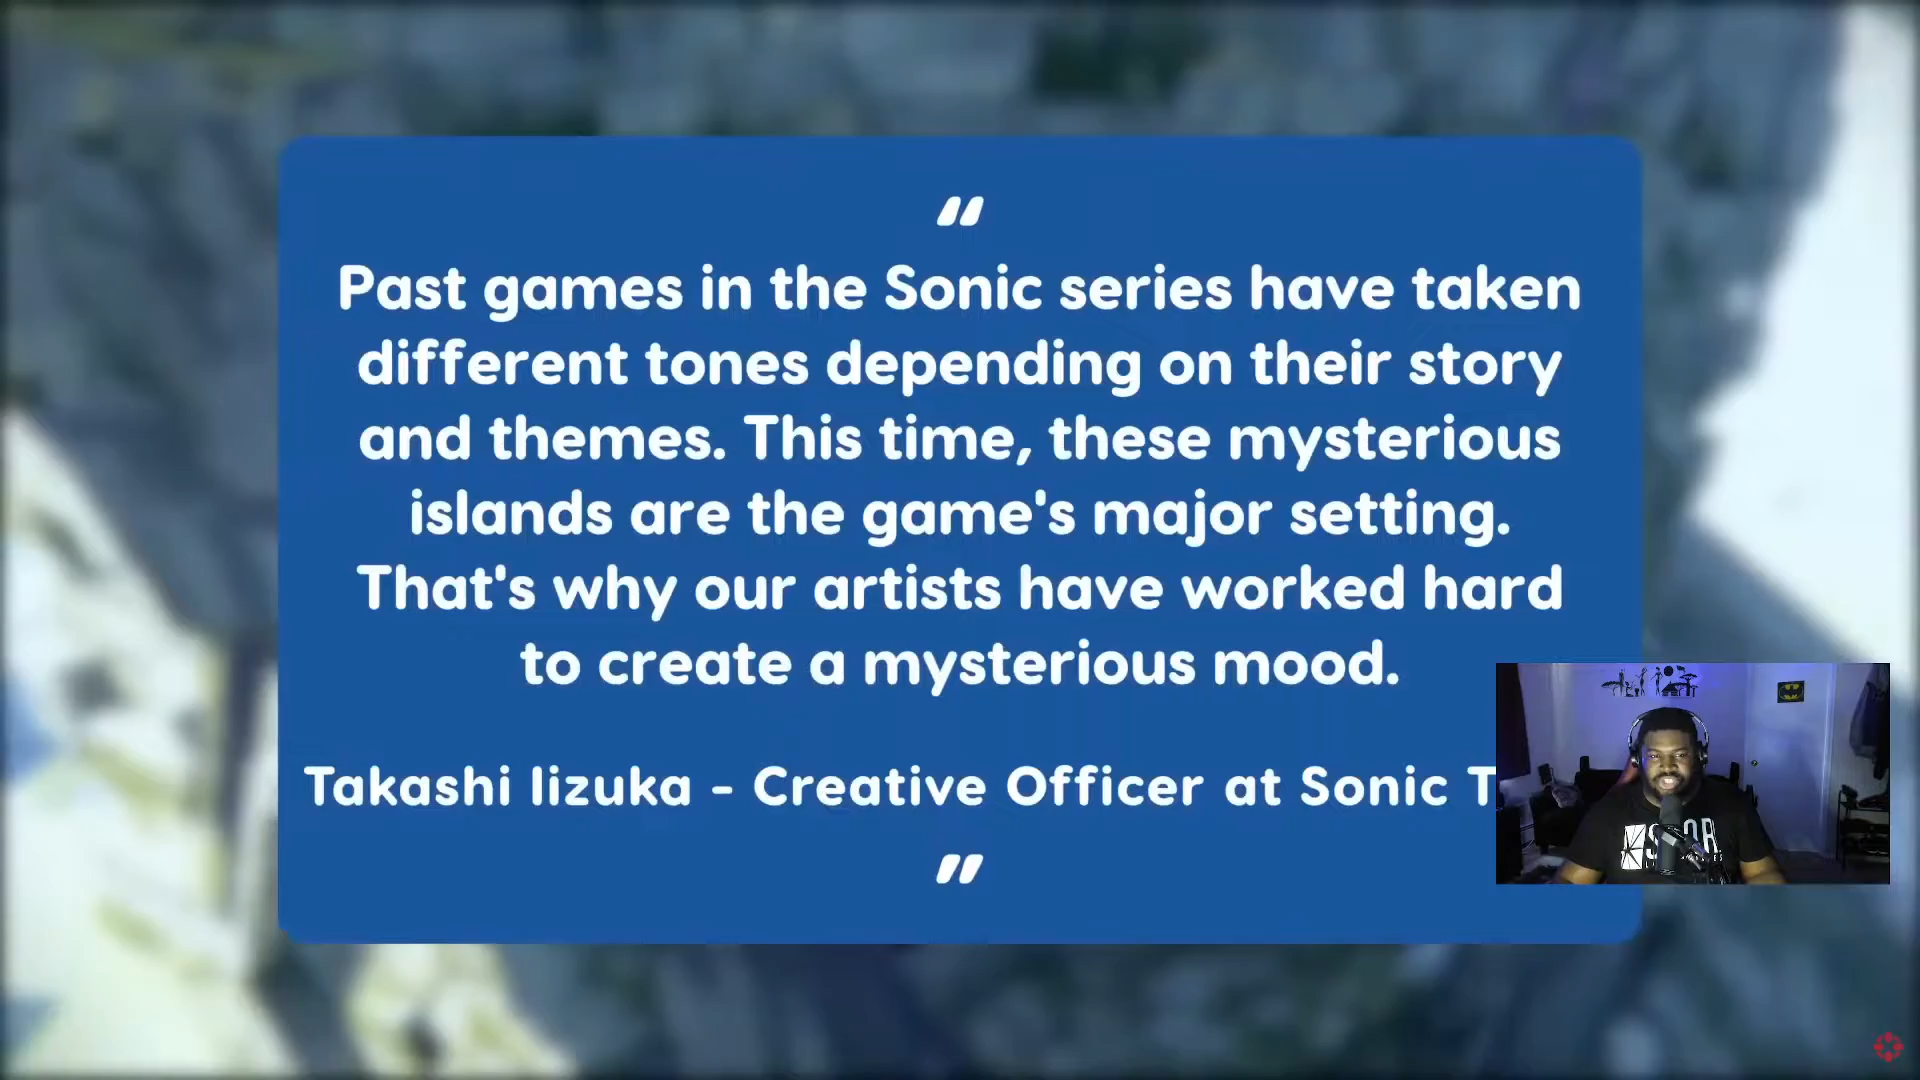 “
Past games in the Sonic series have taken
different tones depending on their story
and themes. This time, these mysterious
islands are the game's major setting.
That's why our artists have worked hard
to create a mysterious mood.
Takashi Iizuka - Creative Officer at Sonic T
”